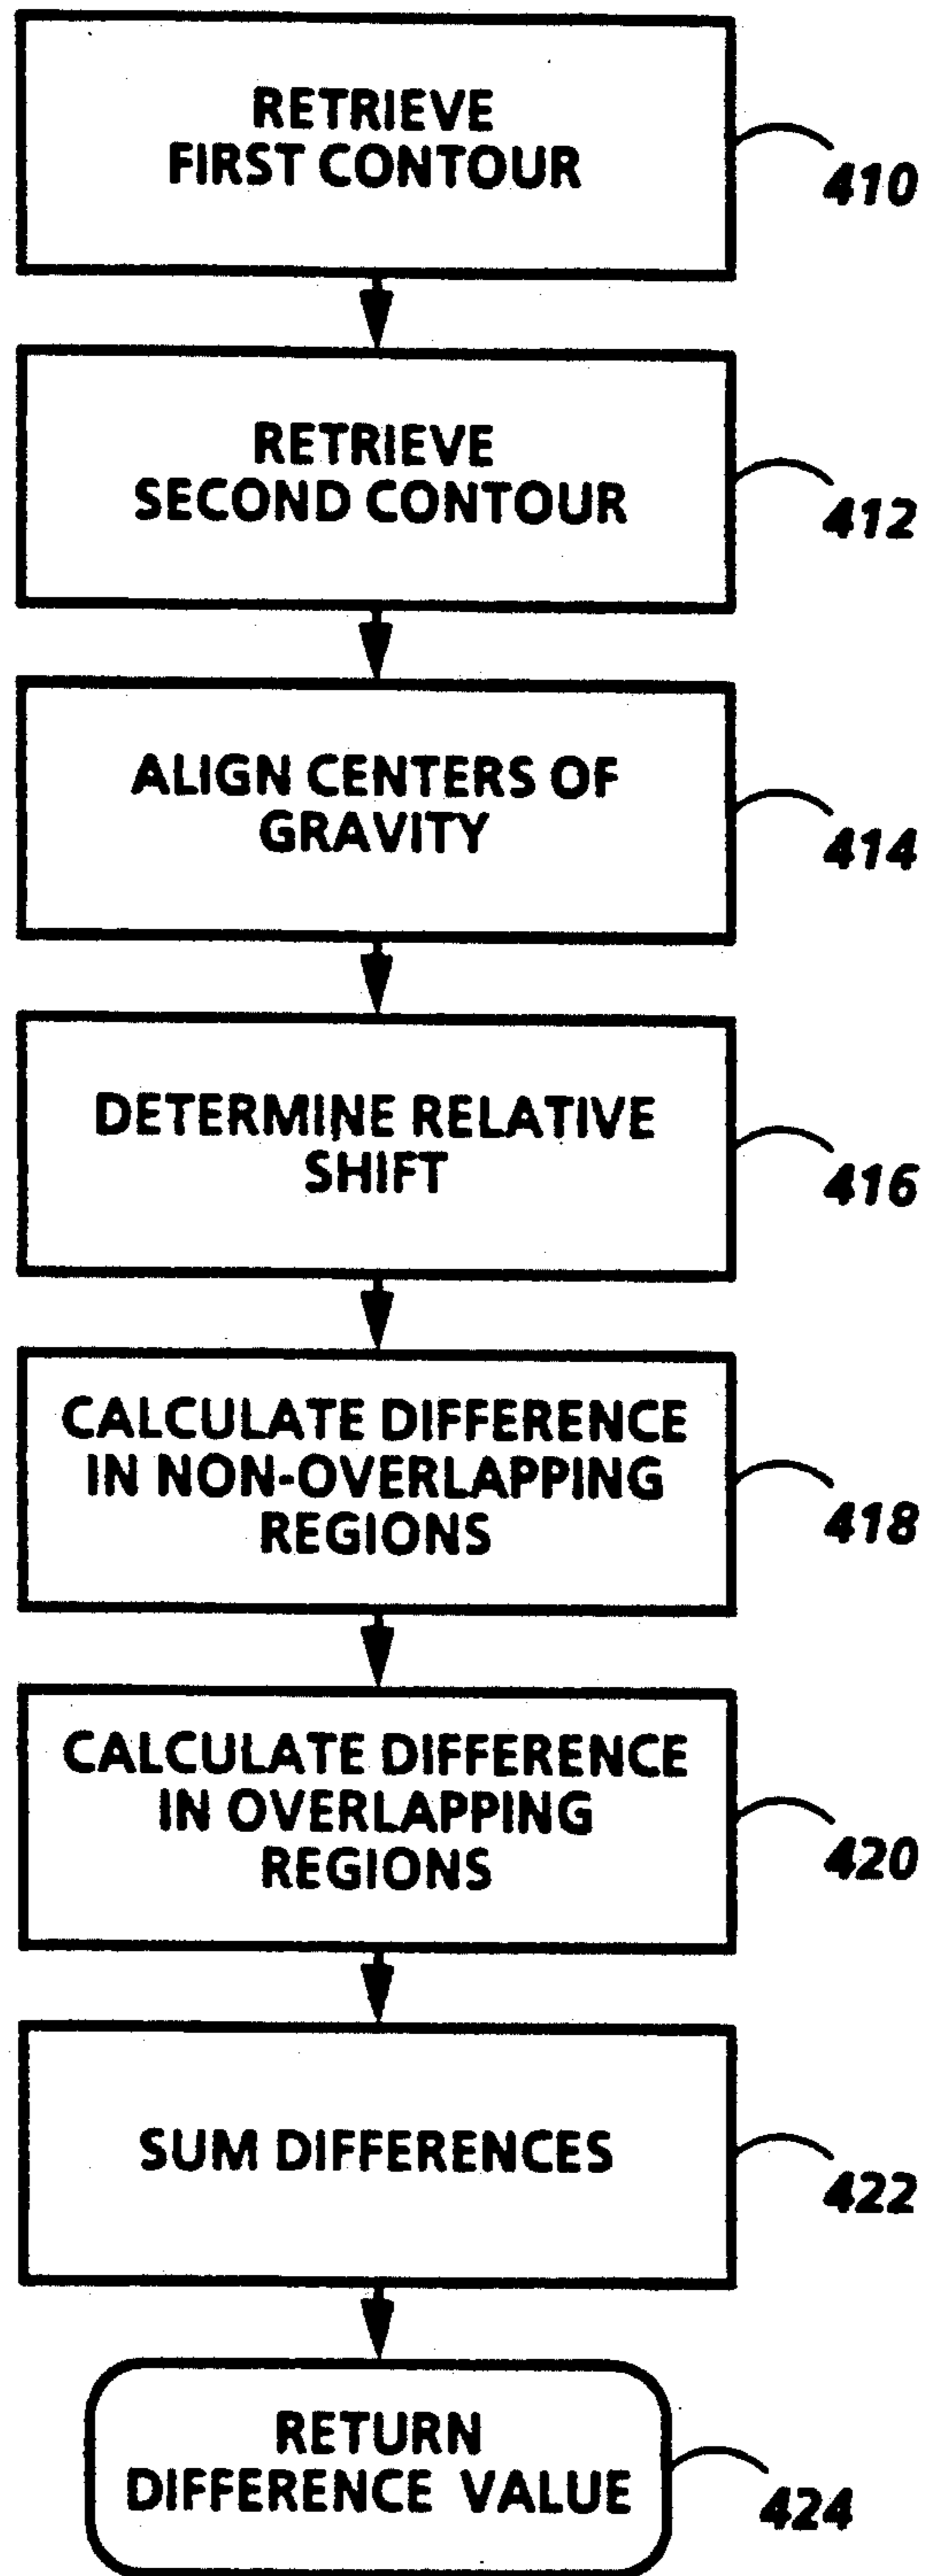 RETRIEVE
FIRST CONTOUR
410
RETRIEVE
SECOND CONTOUR
412
ALIGN CENTERS OF
GRAVITY
414
DETERMINE RELATIVE
SHIFT
416
CALCULATE DIFFERENCE
IN NON-OVERLAPPING
REGIONS
418
CALCULATE DIFFERENCE
IN OVERLAPPING
REGIONS
420
SUM DIFFERENCES
422
RETURN
DIFFERENCE VALUE
424